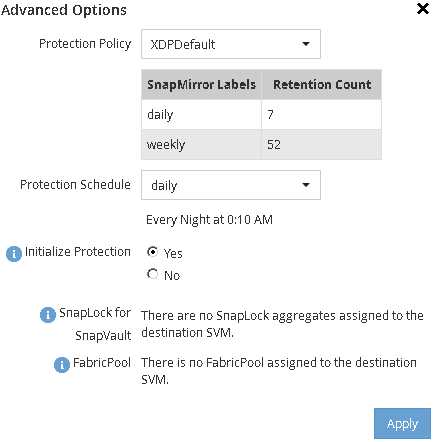 Advanced Options
Protection Policy XDPDefault
SnapMirror Labels Retention Count
daily 7
weekly 52
Protection Schedule daily
Every Night at 0:10 AM
Initialize Protection Yes
No
SnapLock for
SnapVault
There are no SnapLock aggregates assigned to the
destination SVM.
FabricPool There is no FabricPool assigned to the destination
SVM.
Apply